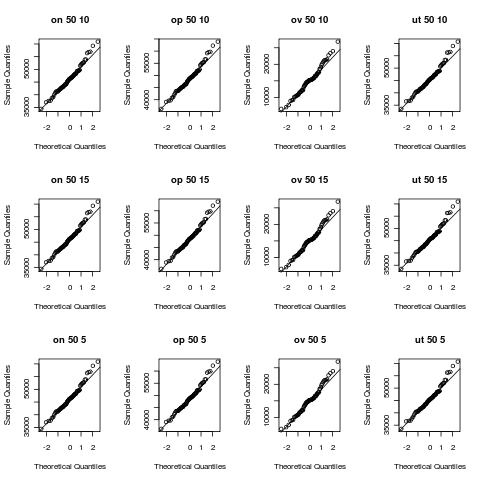 on 50 10
op 50 10
ov 50 10
ut 50 10
Sample Quantiles
35000 50000
Sample Quantiles
40000 55000
Sample Quantiles
10000 20000
Sample Quantiles
35000 50000
-2 0 1 2
-2 0 1 2
-2 0 1 2
-2 0 1 2
Theoretical Quantiles
Theoretical Quantiles
Theoretical Quantiles
Theoretical Quantiles
on 50 15
op 50 15
ov 50 15
ut 50 15
Sample Quantiles
35000 50000
Sample Quantiles
40000 55000
Sample Quantiles
10000 20000
Sample Quantiles
35000 50000
-2 0 1 2
-2 0 1 2
-2 0 1 2
-2 0 1 2
Theoretical Quantiles
Theoretical Quantiles
Theoretical Quantiles
Theoretical Quantiles
on 50 5
op 50 5
ov 50 5
ut 50 5
Sample Quantiles
35000 50000
Sample Quantiles
40000 55000
Sample Quantiles
10000 20000
Sample Quantiles
35000 50000
-2 0 1 2
-2 0 1 2
-2 0 1 2
-2 0 1 2
Theoretical Quantiles
Theoretical Quantiles
Theoretical Quantiles
Theoretical Quantiles